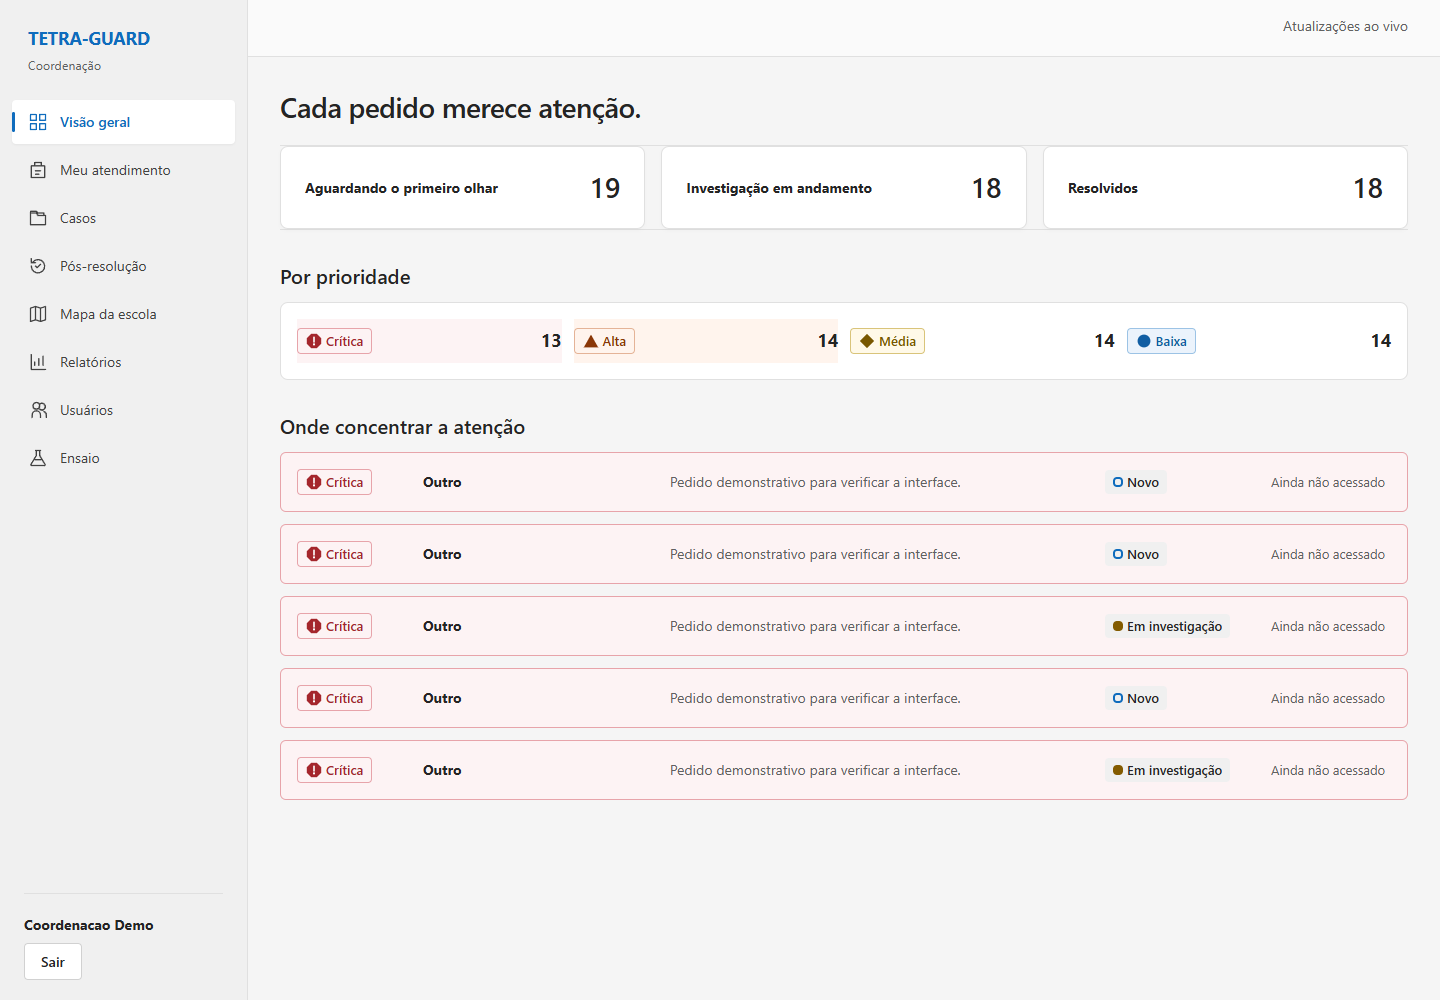 TETRA-GUARD
Coordenação
Visão geral
Meu atendimento
Casos
Pós-resolução
Mapa da escola
Relatórios
Usuários
Ensaio
Coordenacao Demo
Sair
Atualizações ao vivo
Cada pedido merece atenção.
Aguardando o primeiro olhar 19 Investigação em andamento 18 Resolvidos 18
Por prioridade
Crítica 13 Alta 14 Média 14 Baixa 14
Onde concentrar a atenção
Crítica Outro Pedido demonstrativo para verificar a interface. Novo Ainda não acessado
Crítica Outro Pedido demonstrativo para verificar a interface. Novo Ainda não acessado
Crítica Outro Pedido demonstrativo para verificar a interface. Em investigação Ainda não acessado
Crítica Outro Pedido demonstrativo para verificar a interface. Novo Ainda não acessado
Crítica Outro Pedido demonstrativo para verificar a interface. Em investigação Ainda não acessado